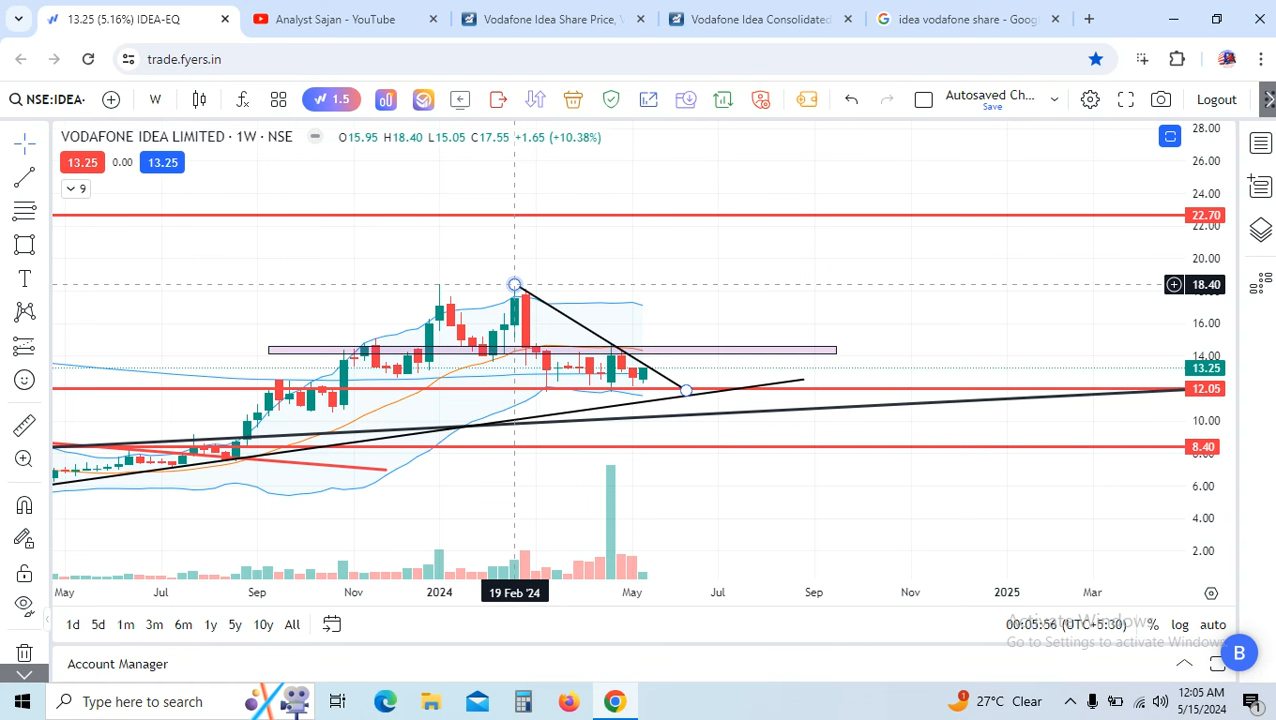 13.25 (5.16%) IDEA-EQ
Analyst Sajan - YouTube
Vodafone Idea Share Price, V
Vodafone Idea Consolidated
idea vodafone share - Goog
trade.fyers.in
NSE:IDEA-
W
1.5
Autosaved Ch...
Save
Logout
VODAFONE IDEA LIMITED · 1W · NSE
O15.95 H18.40 L15.05 C17.55 +1.65 (+10.38%)
13.25 0.00 13.25
9
28.00
26.00
24.00
22.70
22.00
20.00
18.40
16.00
14.00
13.25
12.05
10.00
8.40
6.00
4.00
2.00
May Jul Sep Nov 2024 19 Feb '24 May Jul Sep Nov 2025 Mar
1d 5d 1m 3m 6m 1y 5y 10y All
00:05:56 (UTC+5:30) % log auto
Activate Windows
Go to Settings to activate Windows.
Account Manager
B
Type here to search
1
27°C Clear
12:05 AM
5/15/2024
1